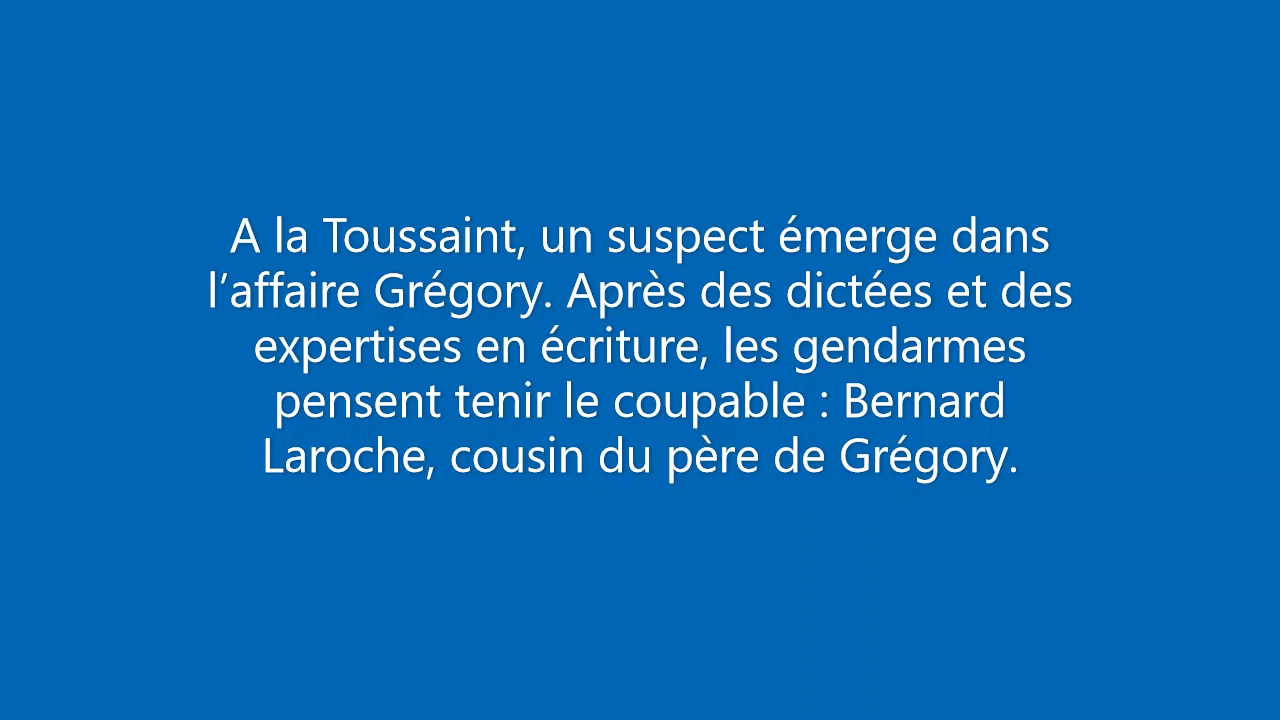 A la Toussaint, un suspect émerge dans
l’affaire Grégory. Après des dictées et des
expertises en écriture, les gendarmes
pensent tenir le coupable : Bernard
Laroche, cousin du père de Grégory.